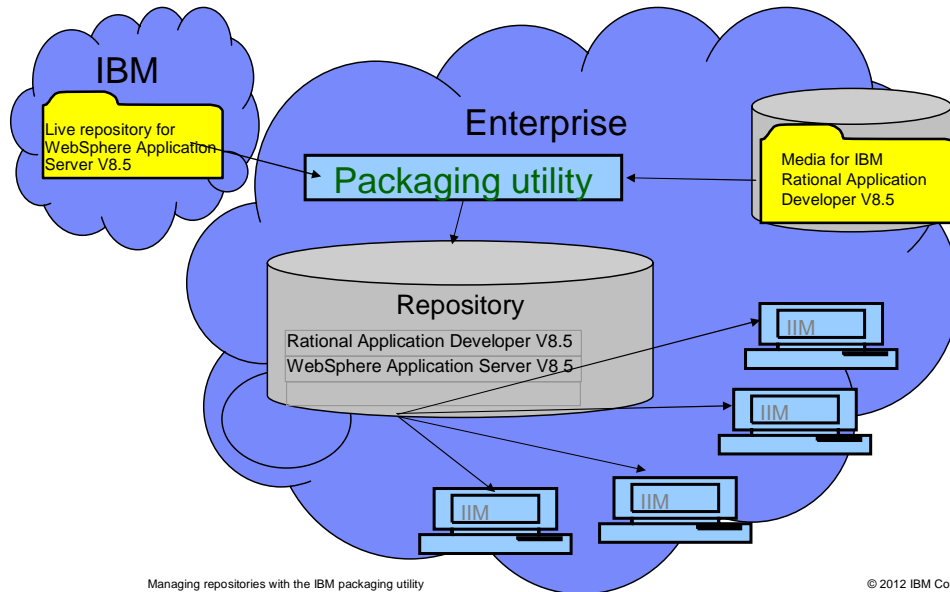 IBM
Live repository for
WebSphere Application
Server V8.5
Enterprise
Packaging utility
Media for IBM
Rational Application
Developer V8.5
Repository
Rational Application Developer V8.5
WebSphere Application Server V8.5
IIM
IIM
IIM
IIM
Managing repositories with the IBM packaging utility
© 2012 IBM Co